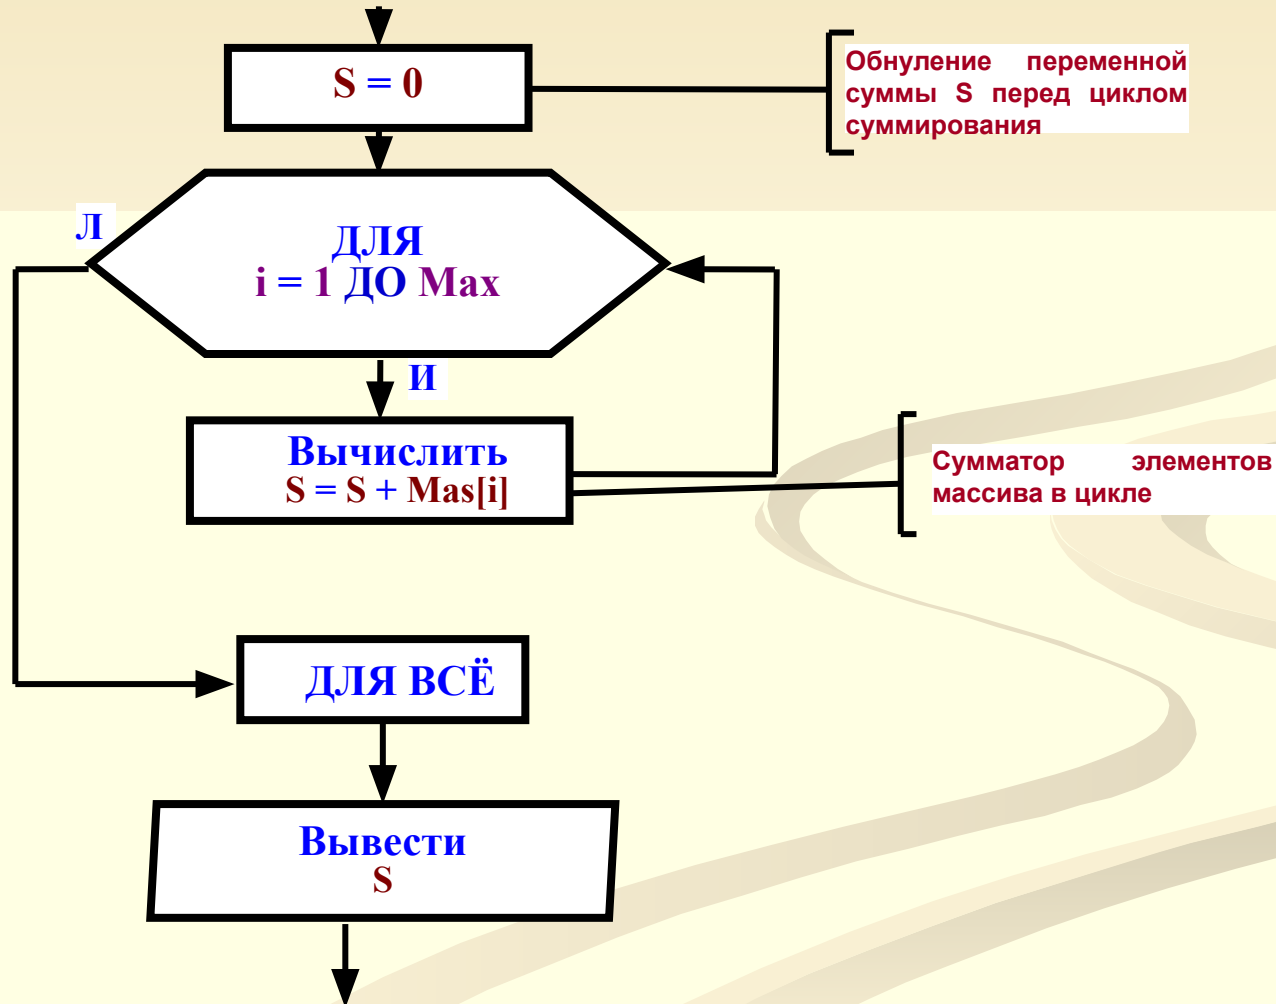 S = 0
Обнуление переменной
суммы S перед циклом
суммирования
Л
ДЛЯ
i = 1 ДО Max
И
Вычислить
S = S + Mas[i]
Сумматор элементов
массива в цикле
ДЛЯ ВСЁ
Вывести
S